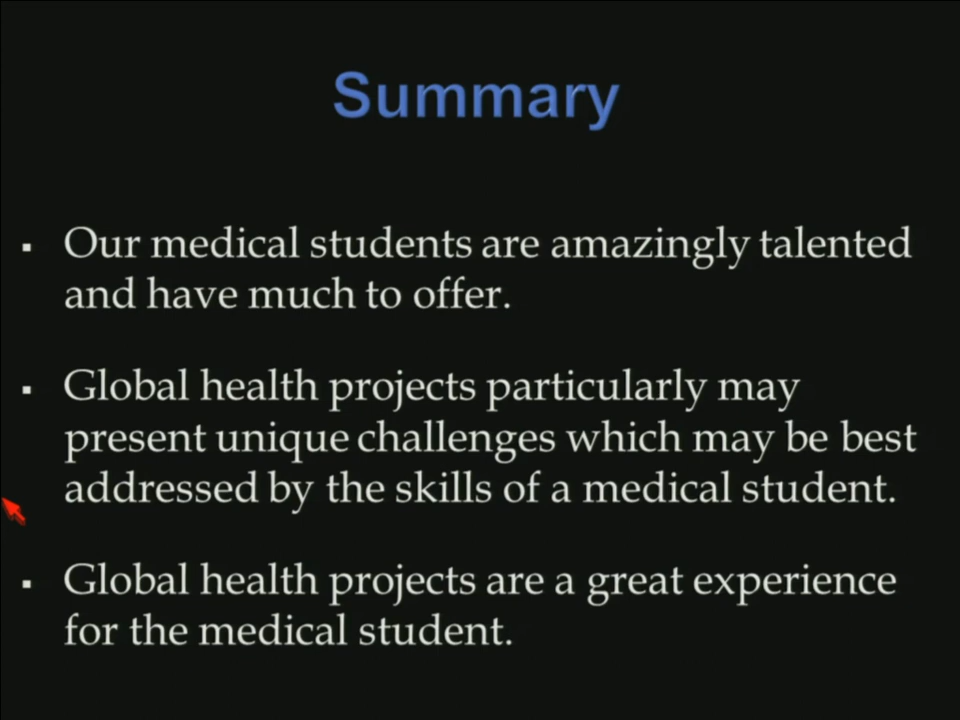 Summary
▪ Our medical students are amazingly talented
and have much to offer.
▪ Global health projects particularly may
present unique challenges which may be best
addressed by the skills of a medical student.
▪ Global health projects are a great experience
for the medical student.